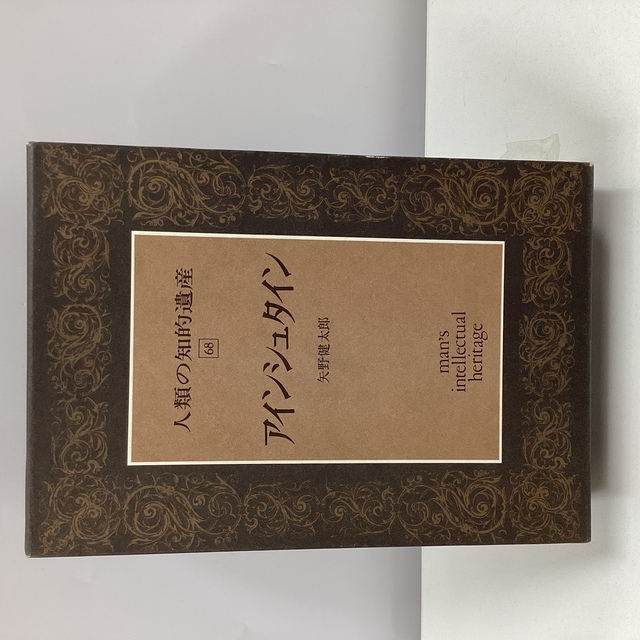 人類の知的遺産
68
アインシュタイン
矢野健太郎
man's
intellectual
heritage